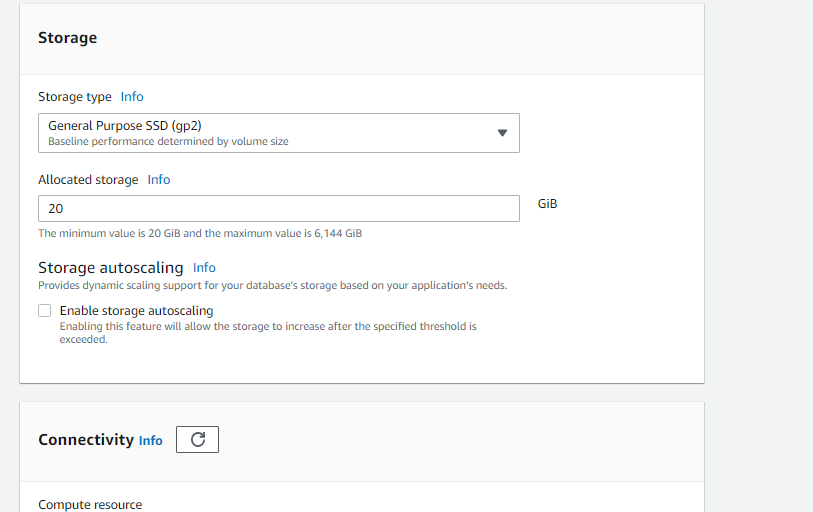 Storage
Storage type Info
General Purpose SSD (gp2)
Baseline performance determined by volume size
Allocated storage Info
20
GiB
The minimum value is 20 GiB and the maximum value is 6,144 GiB
Storage autoscaling Info
Provides dynamic scaling support for your database's storage based on your application's needs.
Enable storage autoscaling
Enabling this feature will allow the storage to increase after the specified threshold is
exceeded.
Connectivity Info
Compute resource